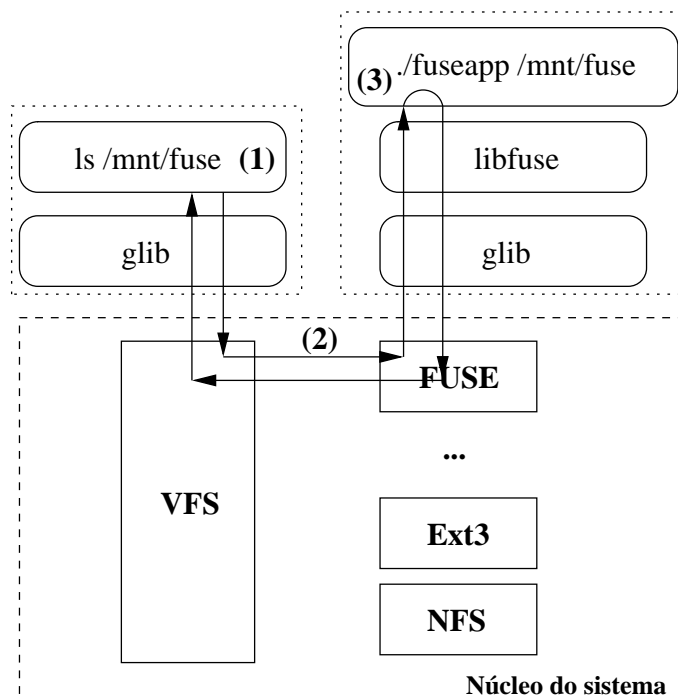 (3) ./fuseapp /mnt/fuse
ls /mnt/fuse (1)
libfuse
glib
glib
(2)
FUSE
...
VFS
Ext3
NFS
Núcleo do sistema